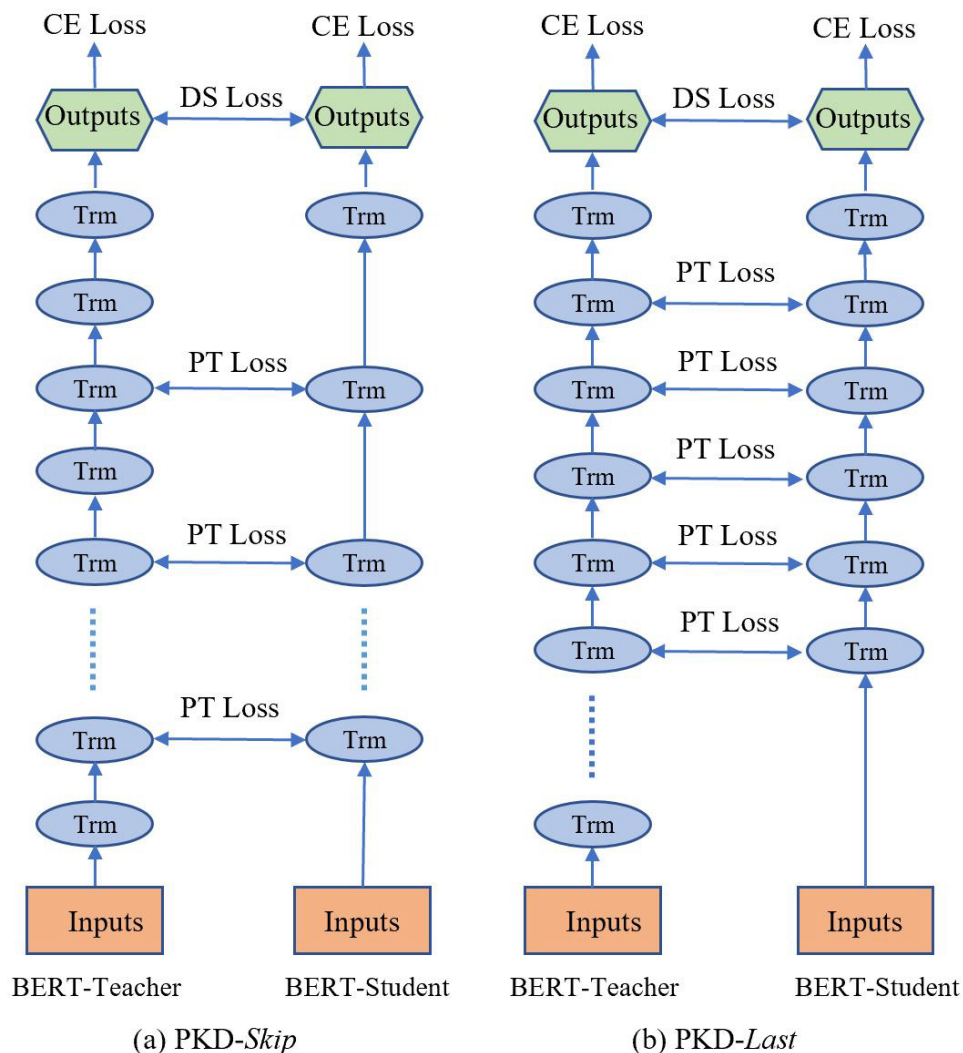 CE Loss CE Loss CE Loss CE Loss
Outputs DS Loss Outputs Outputs DS Loss Outputs
Trm Trm Trm Trm
Trm Trm PT Loss Trm
Trm PT Loss Trm Trm PT Loss Trm
Trm Trm PT Loss Trm
Trm PT Loss Trm Trm PT Loss Trm
Trm PT Loss Trm
Trm PT Loss Trm
Trm Trm
Inputs Inputs Inputs Inputs
BERT-Teacher BERT-Student BERT-Teacher BERT-Student
(a) PKD-Skip (b) PKD-Last